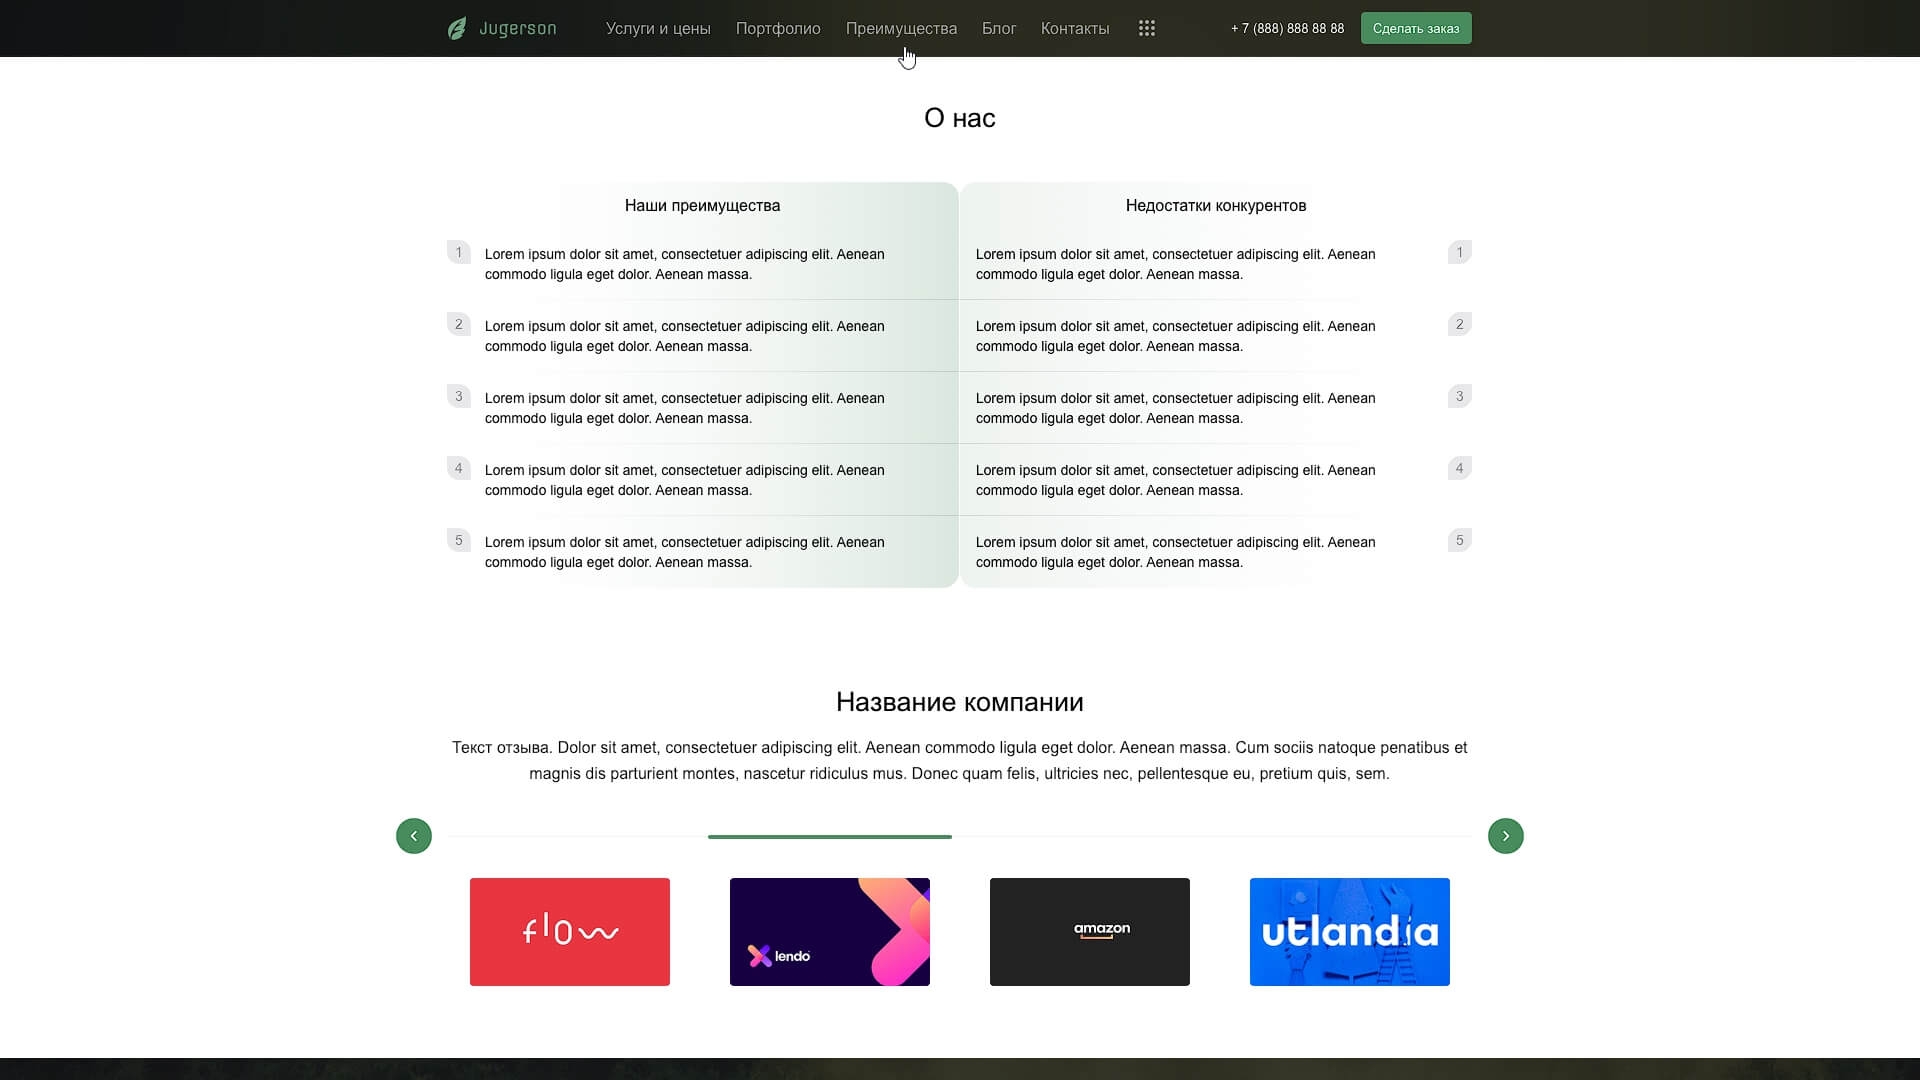 Jugerson
Услуги и цены
Портфолио
Преимущества
Блог
Контакты
+ 7 (888) 888 88 88
Сделать заказ
О нас
Наши преимущества
1
Lorem ipsum dolor sit amet, consectetuer adipiscing elit. Aenean
commodo ligula eget dolor. Aenean massa.
2
Lorem ipsum dolor sit amet, consectetuer adipiscing elit. Aenean
commodo ligula eget dolor. Aenean massa.
3
Lorem ipsum dolor sit amet, consectetuer adipiscing elit. Aenean
commodo ligula eget dolor. Aenean massa.
4
Lorem ipsum dolor sit amet, consectetuer adipiscing elit. Aenean
commodo ligula eget dolor. Aenean massa.
5
Lorem ipsum dolor sit amet, consectetuer adipiscing elit. Aenean
commodo ligula eget dolor. Aenean massa.
Недостатки конкурентов
Lorem ipsum dolor sit amet, consectetuer adipiscing elit. Aenean
commodo ligula eget dolor. Aenean massa.
1
Lorem ipsum dolor sit amet, consectetuer adipiscing elit. Aenean
commodo ligula eget dolor. Aenean massa.
2
Lorem ipsum dolor sit amet, consectetuer adipiscing elit. Aenean
commodo ligula eget dolor. Aenean massa.
3
Lorem ipsum dolor sit amet, consectetuer adipiscing elit. Aenean
commodo ligula eget dolor. Aenean massa.
4
Lorem ipsum dolor sit amet, consectetuer adipiscing elit. Aenean
commodo ligula eget dolor. Aenean massa.
5
Название компании
Текст отзыва. Dolor sit amet, consectetuer adipiscing elit. Aenean commodo ligula eget dolor. Aenean massa. Cum sociis natoque penatibus et
magnis dis parturient montes, nascetur ridiculus mus. Donec quam felis, ultricies nec, pellentesque eu, pretium quis, sem.
flow
lendo
amazon
utlandia